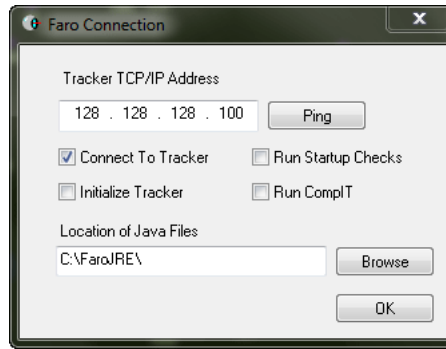 Faro Connection
Tracker TCP/IP Address
128 . 128 . 128 . 100 Ping
Connect To Tracker Run Startup Checks
Initialize Tracker Run CompIT
Location of Java Files
C:\FaroJRE\ Browse
OK